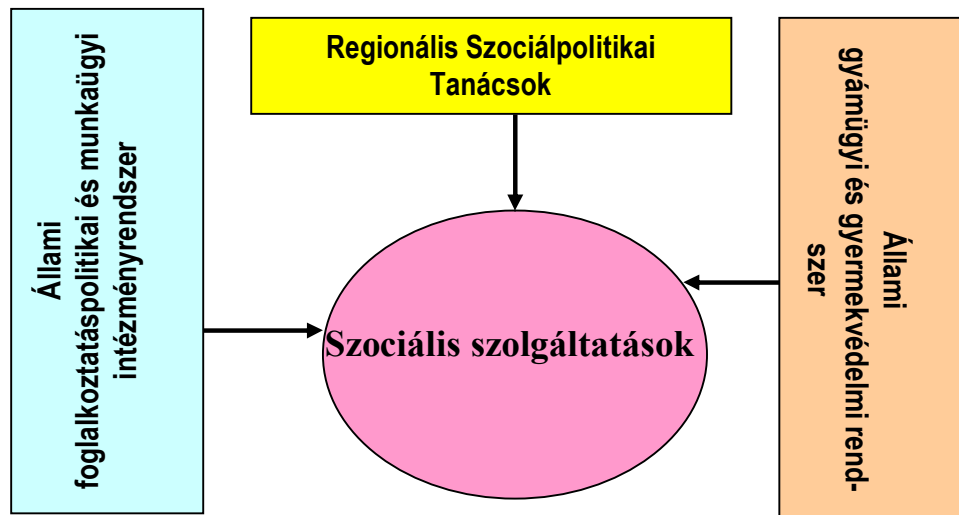 Állami
foglalkoztatáspolitikai és munkaügyi
intézményrendszer
Regionális Szociálpolitikai
Tanácsok
Szociális szolgáltatások
Állami
gyámügyi és gyermekvédelmi rend-
szer